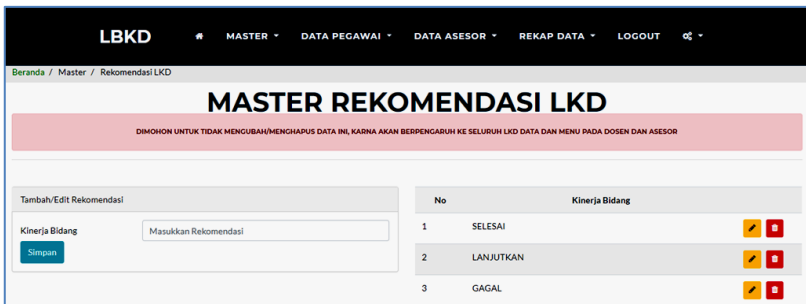 LBKD MASTER DATA PEGAWAI DATA ASESOR REKAP DATA LOGOUT
Beranda / Master / Rekomendasi LKD
MASTER REKOMENDASI LKD
DIMOHON UNTUK TIDAK MENGUBAH/MENGHAPUS DATA INI, KARNA AKAN BERPENGARUH KE SELURUH LKD DATA DAN MENU PADA DOSEN DAN ASESOR
Tambah/Edit Rekomendasi
Kinerja Bidang Masukkan Rekomendasi
Simpan
No Kinerja Bidang
1 SELESAI
2 LANJUTKAN
3 GAGAL